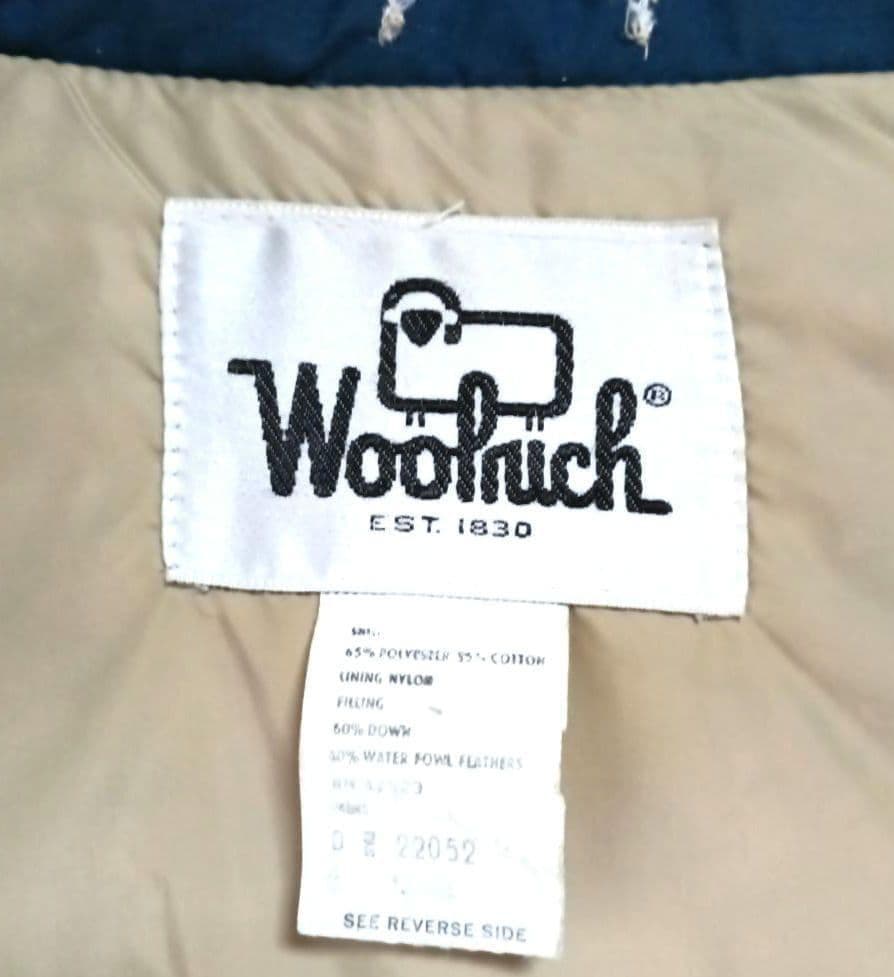 Woolrich®
EST. 1830
SHELL
65% POLYESTER 35% COTTON
LINING NYLON
FILLING
60% DOWN
40% WATER FOWL FEATHERS
22052
SEE REVERSE SIDE